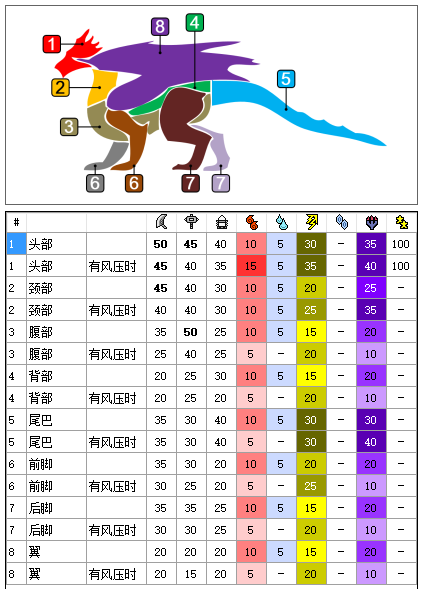 1
8
4
5
2
3
6
6
7
7
#
1 头部 50 45 40 10 5 30 – 35 100
1 头部 有风压时 45 40 35 15 5 35 – 40 100
2 颈部 45 40 30 10 5 20 – 25 –
2 颈部 有风压时 40 40 30 10 5 25 – 35 –
3 腹部 35 50 25 10 5 15 – 20 –
3 腹部 有风压时 25 40 25 5 – 20 – 10 –
4 背部 20 25 30 10 5 15 – 20 –
4 背部 有风压时 20 25 20 5 – 20 – 10 –
5 尾巴 35 30 40 10 5 30 – 30 –
5 尾巴 有风压时 35 30 40 5 – 30 – 40 –
6 前脚 35 30 20 10 5 20 – 20 –
6 前脚 有风压时 30 25 20 5 – 25 – 10 –
7 后脚 35 35 25 10 5 15 – 20 –
7 后脚 有风压时 30 30 25 5 – 20 – 10 –
8 翼 20 20 20 10 5 15 – 20 –
8 翼 有风压时 20 15 20 5 – 20 – 10 –